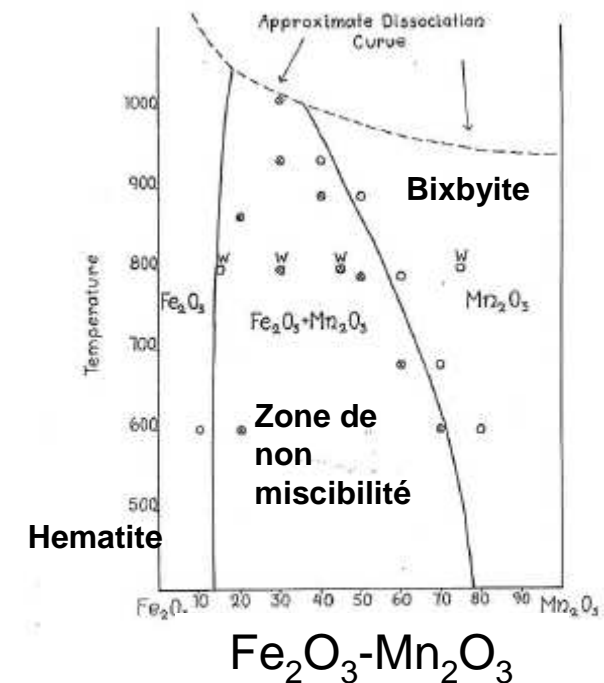 Approximate Dissociation
Curve
1000
900
Bixbyite
W W W W
800
Fe₂O₃
Fe₂O₃+Mn₂O₃
Mn₂O₃
Temperature
700
600
Zone de
non
miscibilité
500
Hematite
Fe₂O. 10 20 30 40 50 60 70 80 90 Mn₂O₃
Fe₂O₃-Mn₂O₃